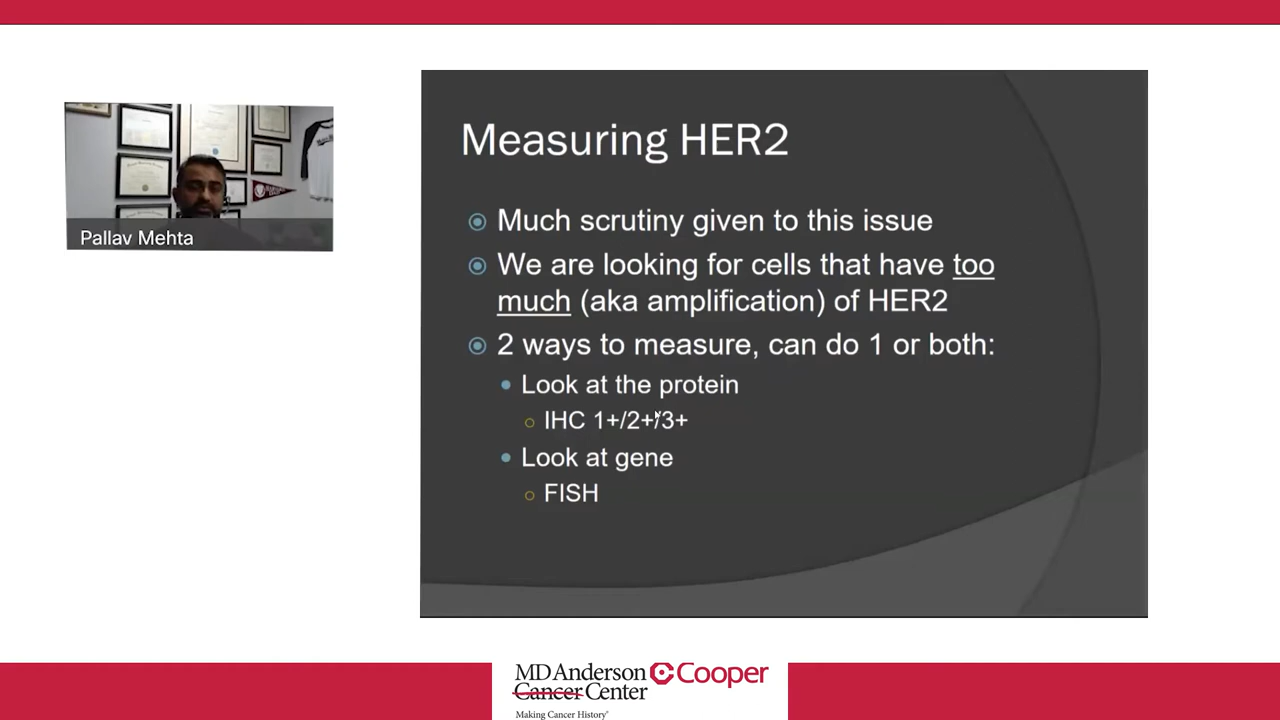 Measuring HER2
Much scrutiny given to this issue
We are looking for cells that have too
much (aka amplification) of HER2
2 ways to measure, can do 1 or both:
Look at the protein
IHC 1+/2+/3+
Look at gene
FISH
Pallav Mehta
MD Anderson
Cancer Center
Making Cancer History®
Cooper